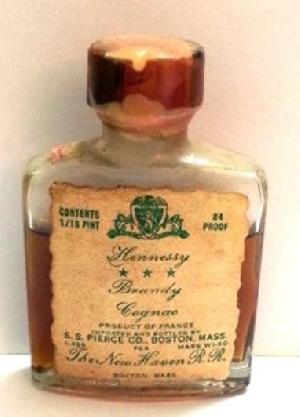 CONTENTS
1/10 PINT
84
PROOF
Hennessy
★ ★ ★
Brandy
Cognac
PRODUCT OF FRANCE
IMPORTED AND BOTTLED BY
S. S. PIERCE CO., BOSTON, MASS.
FOR
The New Haven R.R.
BOSTON, MASS.